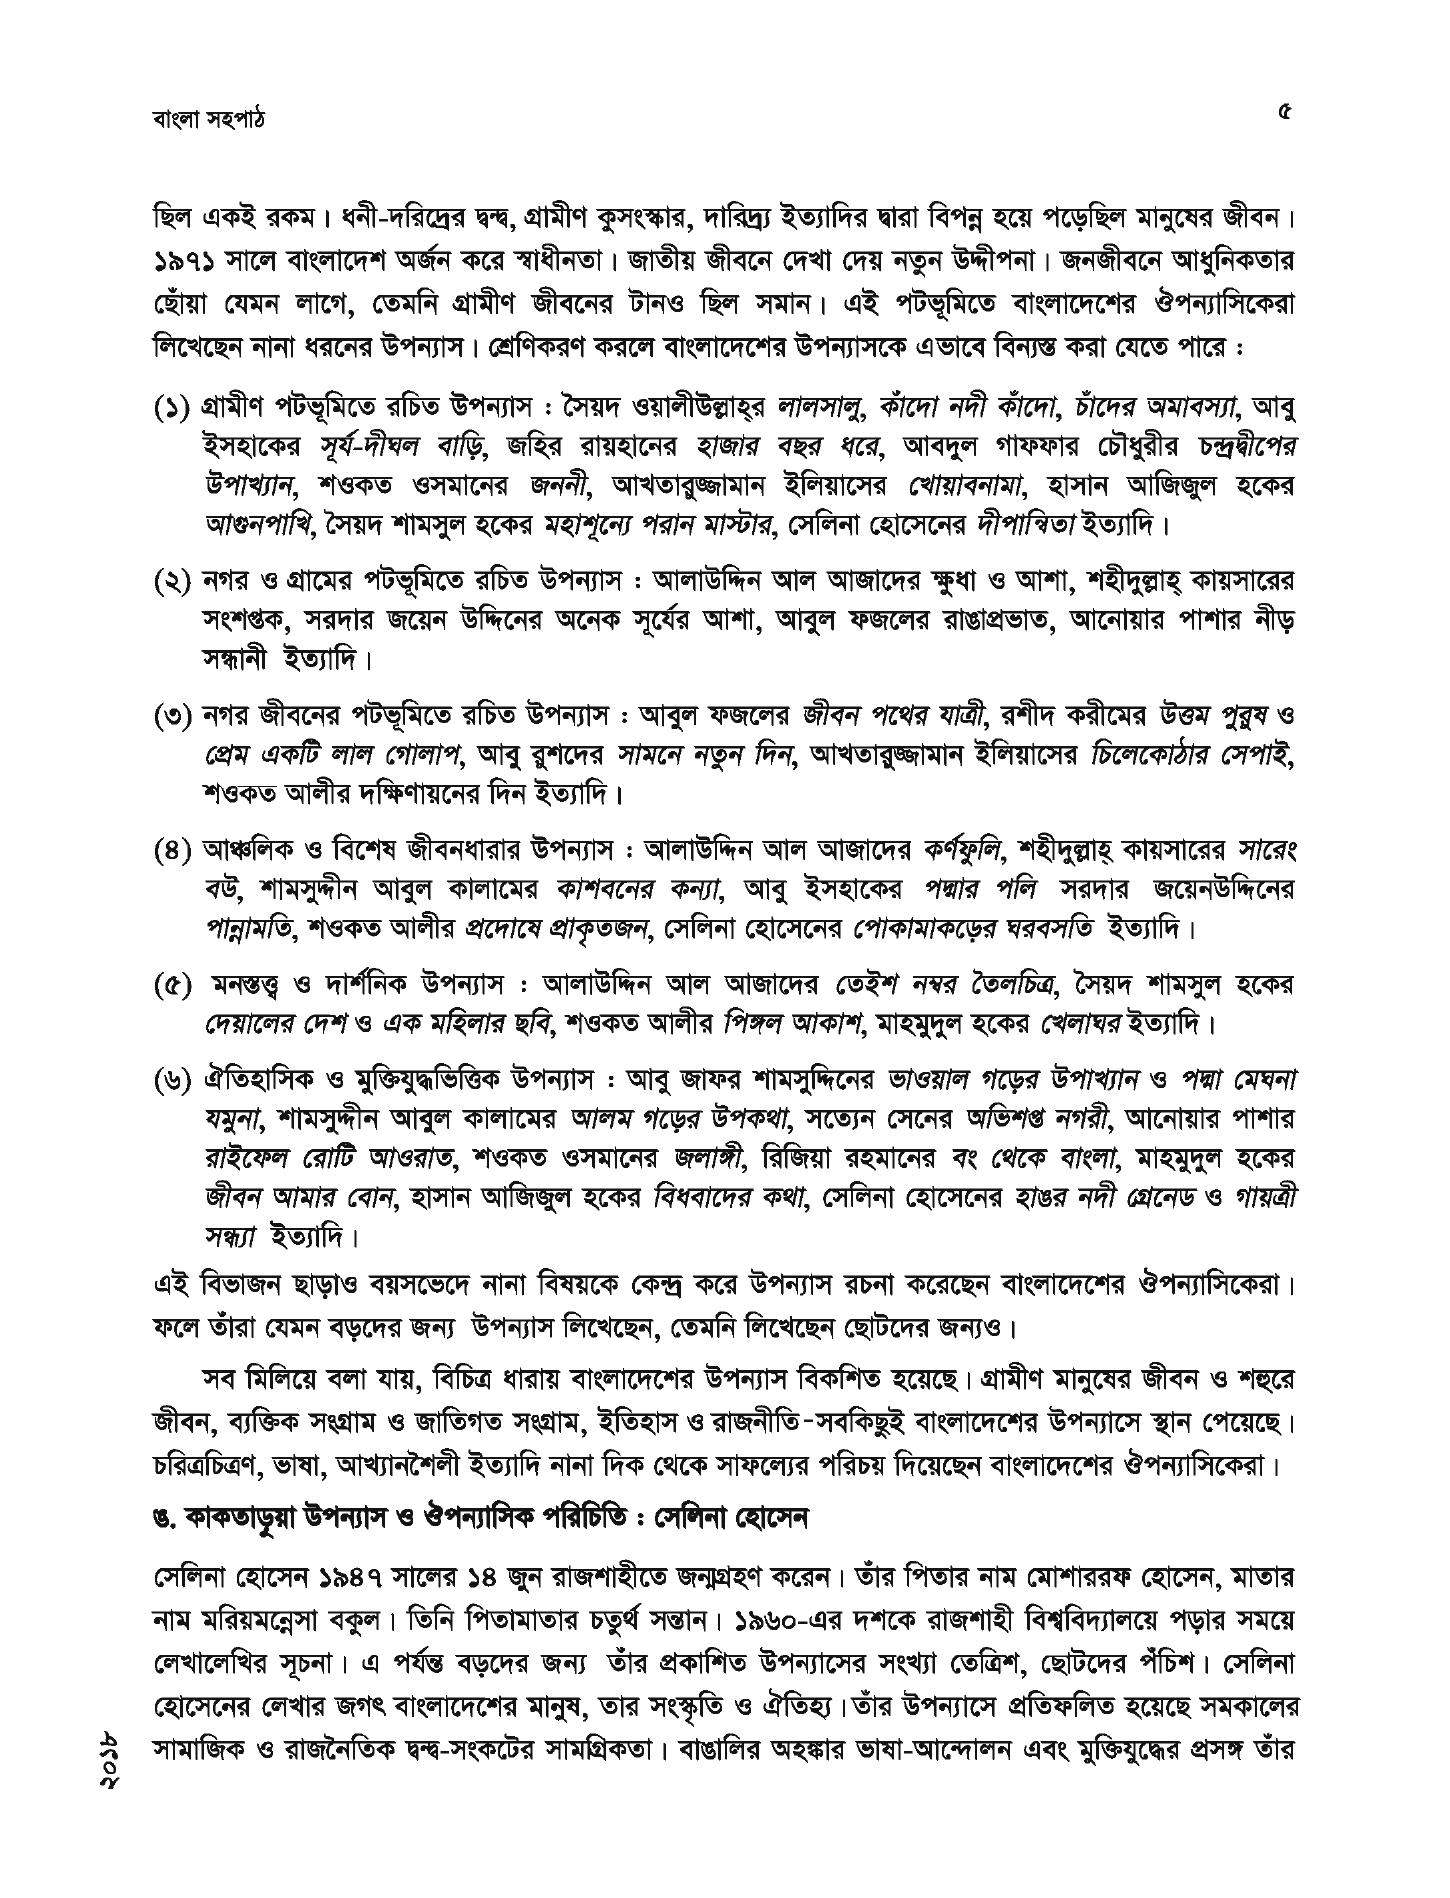 বাংলা সহপাঠ
৫
ছিল একই রকম। ধনী-দরিদ্রের দ্বন্দ্ব, গ্রামীণ কুসংস্কার, দারিদ্র্য ইত্যাদির দ্বারা বিপন্ন হয়ে পড়েছিল মানুষের জীবন।
১৯৭১ সালে বাংলাদেশ অর্জন করে স্বাধীনতা। জাতীয় জীবনে দেখা দেয় নতুন উদ্দীপনা। জনজীবনে আধুনিকতার
ছোঁয়া যেমন লাগে, তেমনি গ্রামীণ জীবনের টানও ছিল সমান। এই পটভূমিতে বাংলাদেশের ঔপন্যাসিকেরা
লিখেছেন নানা ধরনের উপন্যাস। শ্রেণিকরণ করলে বাংলাদেশের উপন্যাসকে এভাবে বিন্যস্ত করা যেতে পারে :
(১) গ্রামীণ পটভূমিতে রচিত উপন্যাস : সৈয়দ ওয়ালীউল্লাহ্‌র লালসালু, কাঁদো নদী কাঁদো, চাঁদের অমাবস্যা, আবু
ইসহাকের সূর্য-দীঘল বাড়ি, জহির রায়হানের হাজার বছর ধরে, আবদুল গাফফার চৌধুরীর চন্দ্রদ্বীপের
উপাখ্যান, শওকত ওসমানের জননী, আখতারুজ্জামান ইলিয়াসের খোয়াবনামা, হাসান আজিজুল হকের
আগুনপাখি, সৈয়দ শামসুল হকের মহাশূন্যে পরান মাস্টার, সেলিনা হোসেনের দীপান্বিতা ইত্যাদি।
(২) নগর ও গ্রামের পটভূমিতে রচিত উপন্যাস : আলাউদ্দিন আল আজাদের ক্ষুধা ও আশা, শহীদুল্লাহ্ কায়সারের
সংশপ্তক, সরদার জয়েন উদ্দিনের অনেক সূর্যের আশা, আবুল ফজলের রাঙাপ্রভাত, আনোয়ার পাশার নীড়
সন্ধানী ইত্যাদি।
(৩) নগর জীবনের পটভূমিতে রচিত উপন্যাস : আবুল ফজলের জীবন পথের যাত্রী, রশীদ করীমের উত্তম পুরুষ ও
প্রেম একটি লাল গোলাপ, আবু রুশদের সামনে নতুন দিন, আখতারুজ্জামান ইলিয়াসের চিলেকোঠার সেপাই,
শওকত আলীর দক্ষিণায়নের দিন ইত্যাদি।
(৪) আঞ্চলিক ও বিশেষ জীবনধারার উপন্যাস : আলাউদ্দিন আল আজাদের কর্ণফুলি, শহীদুল্লাহ্ কায়সারের সারেং
বউ, শামসুদ্দীন আবুল কালামের কাশবনের কন্যা, আবু ইসহাকের পদ্মার পলি সরদার জয়েনউদ্দিনের
পান্নামতি, শওকত আলীর প্রদোষে প্রাকৃতজন, সেলিনা হোসেনের পোকামাকড়ের ঘরবসতি ইত্যাদি।
(৫) মনস্তত্ত্ব ও দার্শনিক উপন্যাস : আলাউদ্দিন আল আজাদের তেইশ নম্বর তৈলচিত্র, সৈয়দ শামসুল হকের
দেয়ালের দেশ ও এক মহিলার ছবি, শওকত আলীর পিঙ্গল আকাশ, মাহমুদুল হকের খেলাঘর ইত্যাদি।
(৬) ঐতিহাসিক ও মুক্তিযুদ্ধভিত্তিক উপন্যাস : আবু জাফর শামসুদ্দিনের ভাওয়াল গড়ের উপাখ্যান ও পদ্মা মেঘনা
যমুনা, শামসুদ্দীন আবুল কালামের আলম গড়ের উপকথা, সত্যেন সেনের অভিশপ্ত নগরী, আনোয়ার পাশার
রাইফেল রোটি আওরাত, শওকত ওসমানের জলাঙ্গী, রিজিয়া রহমানের বং থেকে বাংলা, মাহমুদুল হকের
জীবন আমার বোন, হাসান আজিজুল হকের বিধবাদের কথা, সেলিনা হোসেনের হাঙর নদী গ্রেনেড ও গায়ত্রী
সন্ধ্যা ইত্যাদি।
এই বিভাজন ছাড়াও বয়সভেদে নানা বিষয়কে কেন্দ্র করে উপন্যাস রচনা করেছেন বাংলাদেশের ঔপন্যাসিকেরা।
ফলে তাঁরা যেমন বড়দের জন্য উপন্যাস লিখেছেন, তেমনি লিখেছেন ছোটদের জন্যও।
সব মিলিয়ে বলা যায়, বিচিত্র ধারায় বাংলাদেশের উপন্যাস বিকশিত হয়েছে। গ্রামীণ মানুষের জীবন ও শহুরে
জীবন, ব্যক্তিক সংগ্রাম ও জাতিগত সংগ্রাম, ইতিহাস ও রাজনীতি-সবকিছুই বাংলাদেশের উপন্যাসে স্থান পেয়েছে।
চরিত্রচিত্রণ, ভাষা, আখ্যানশৈলী ইত্যাদি নানা দিক থেকে সাফল্যের পরিচয় দিয়েছেন বাংলাদেশের ঔপন্যাসিকেরা।
ঙ. কাকতাড়ুয়া উপন্যাস ও ঔপন্যাসিক পরিচিতি : সেলিনা হোসেন
সেলিনা হোসেন ১৯৪৭ সালের ১৪ জুন রাজশাহীতে জন্মগ্রহণ করেন। তাঁর পিতার নাম মোশাররফ হোসেন, মাতার
নাম মরিয়মন্নেসা বকুল। তিনি পিতামাতার চতুর্থ সন্তান। ১৯৬০-এর দশকে রাজশাহী বিশ্ববিদ্যালয়ে পড়ার সময়ে
লেখালেখির সূচনা। এ পর্যন্ত বড়দের জন্য তাঁর প্রকাশিত উপন্যাসের সংখ্যা তেত্রিশ, ছোটদের পঁচিশ। সেলিনা
হোসেনের লেখার জগৎ বাংলাদেশের মানুষ, তার সংস্কৃতি ও ঐতিহ্য। তাঁর উপন্যাসে প্রতিফলিত হয়েছে সমকালের
সামাজিক ও রাজনৈতিক দ্বন্দ্ব-সংকটের সামগ্রিকতা। বাঙালির অহঙ্কার ভাষা-আন্দোলন এবং মুক্তিযুদ্ধের প্রসঙ্গ তাঁর
২০১৮